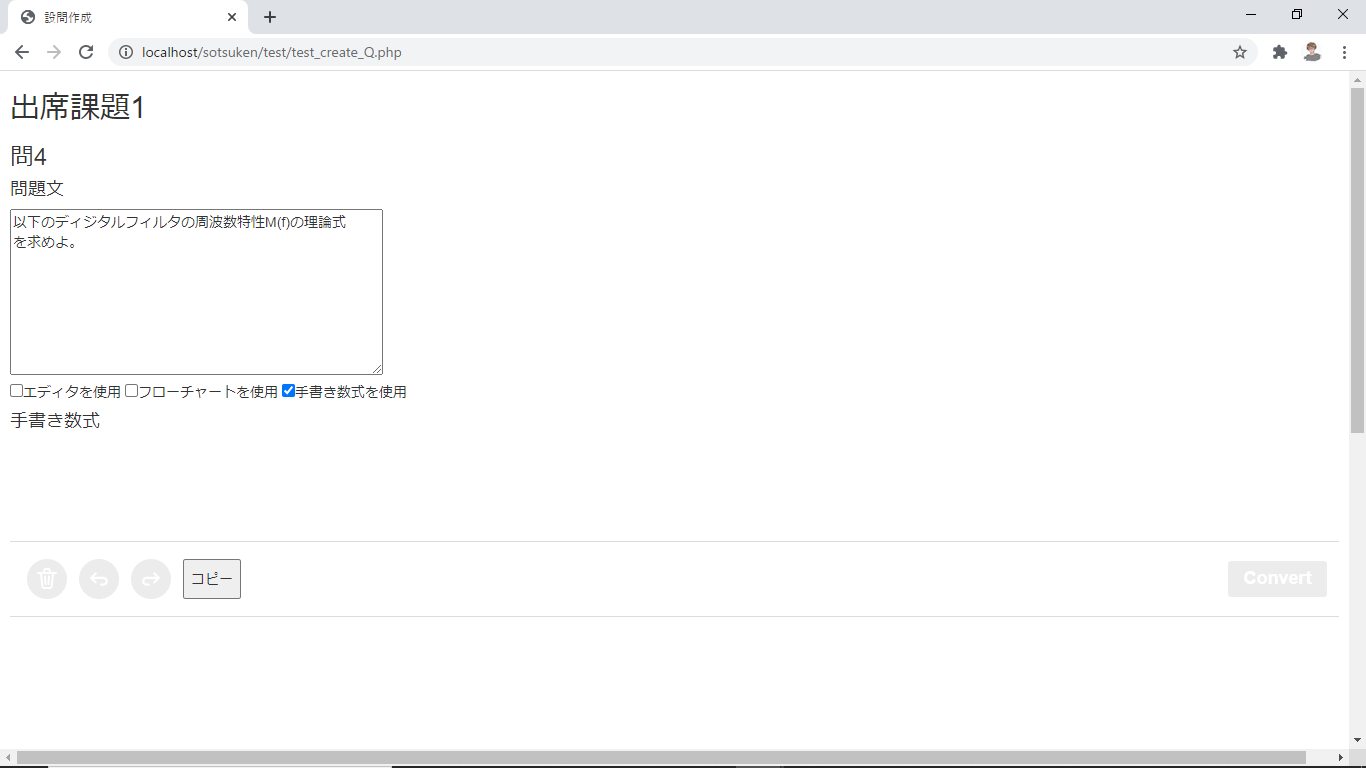 設問作成
localhost/sotsuken/test/test_create_Q.php
出席課題1
問4
問題文
以下のディジタルフィルタの周波数特性M(f)の理論式
を求めよ。
エディタを使用 フローチャートを使用 手書き数式を使用
手書き数式
コピー
Convert